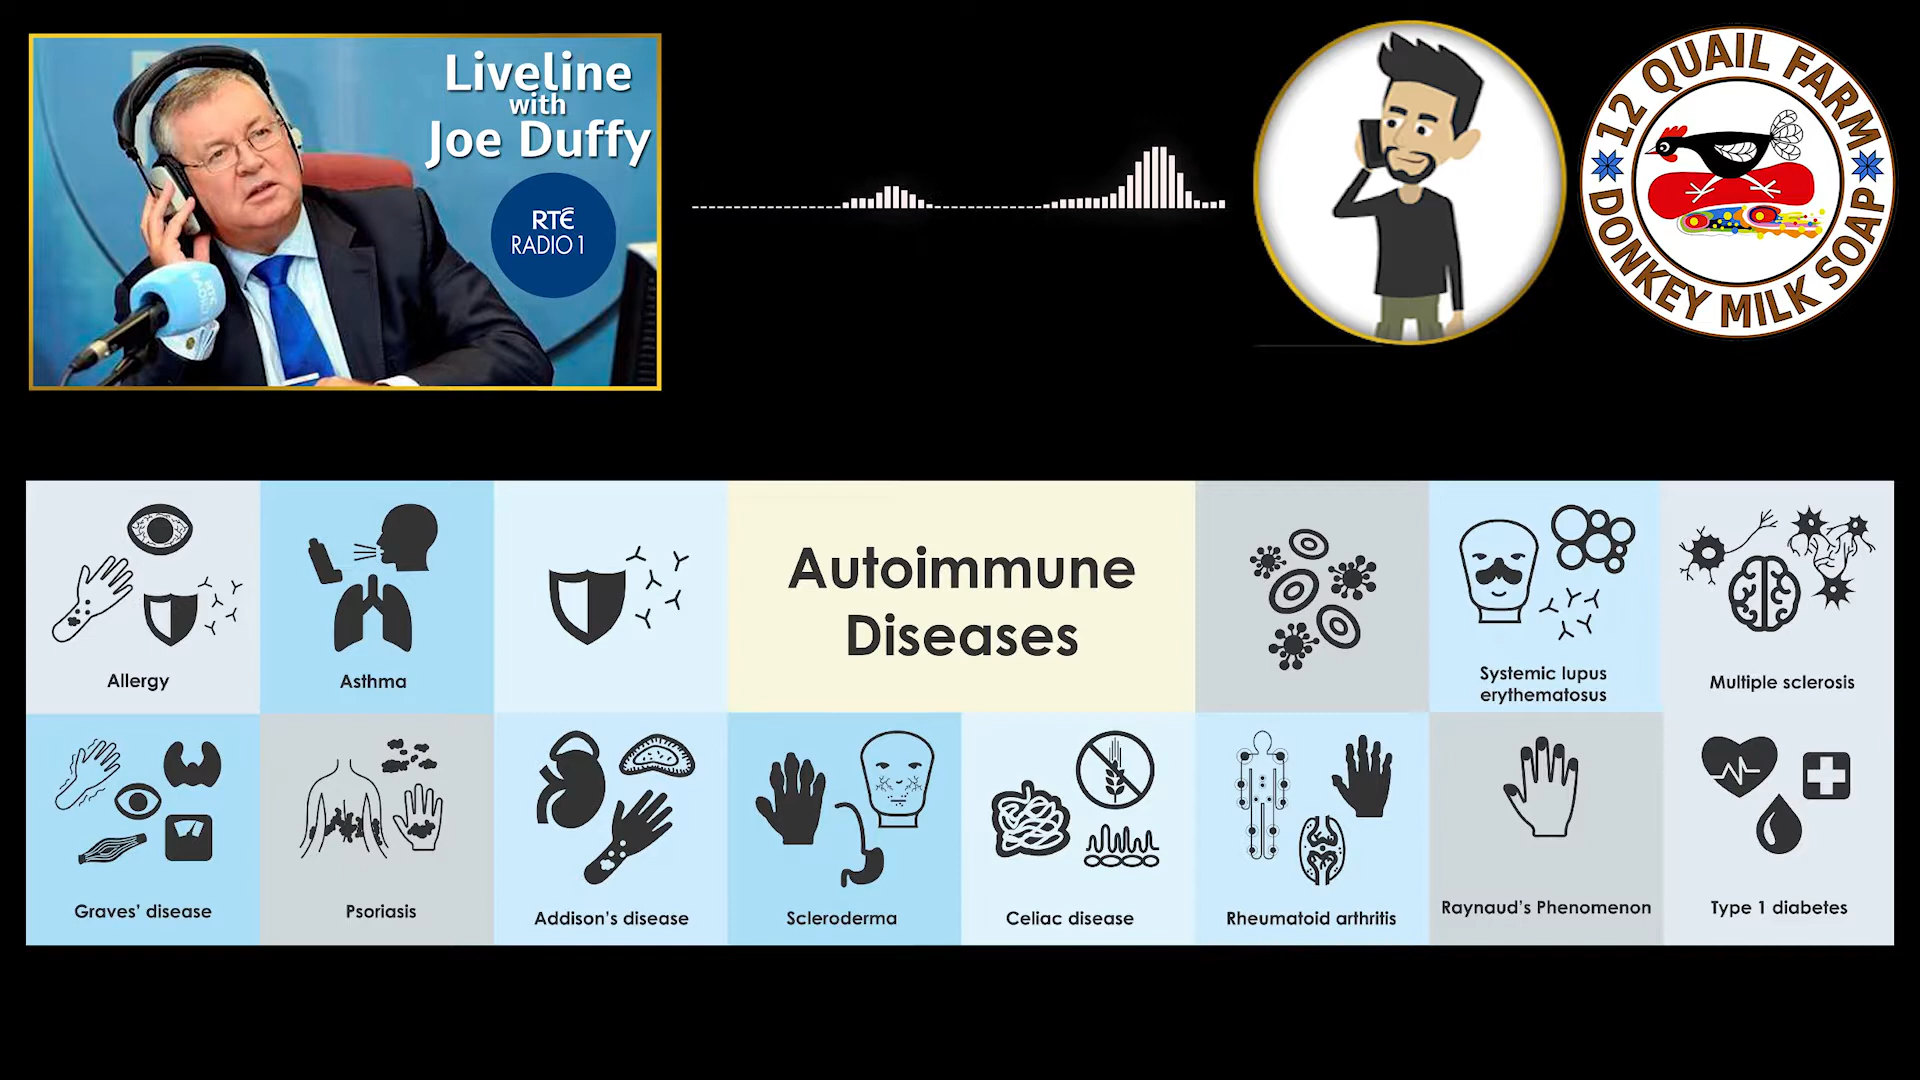 Liveline
with
Joe Duffy
RTÉ
RADIO 1
12 QUAIL FARM
DONKEY MILK SOAP
Autoimmune
Diseases
Allergy
Asthma
Systemic lupus
erythematosus
Multiple sclerosis
Graves' disease
Psoriasis
Addison's disease
Scleroderma
Celiac disease
Rheumatoid arthritis
Raynaud's Phenomenon
Type 1 diabetes